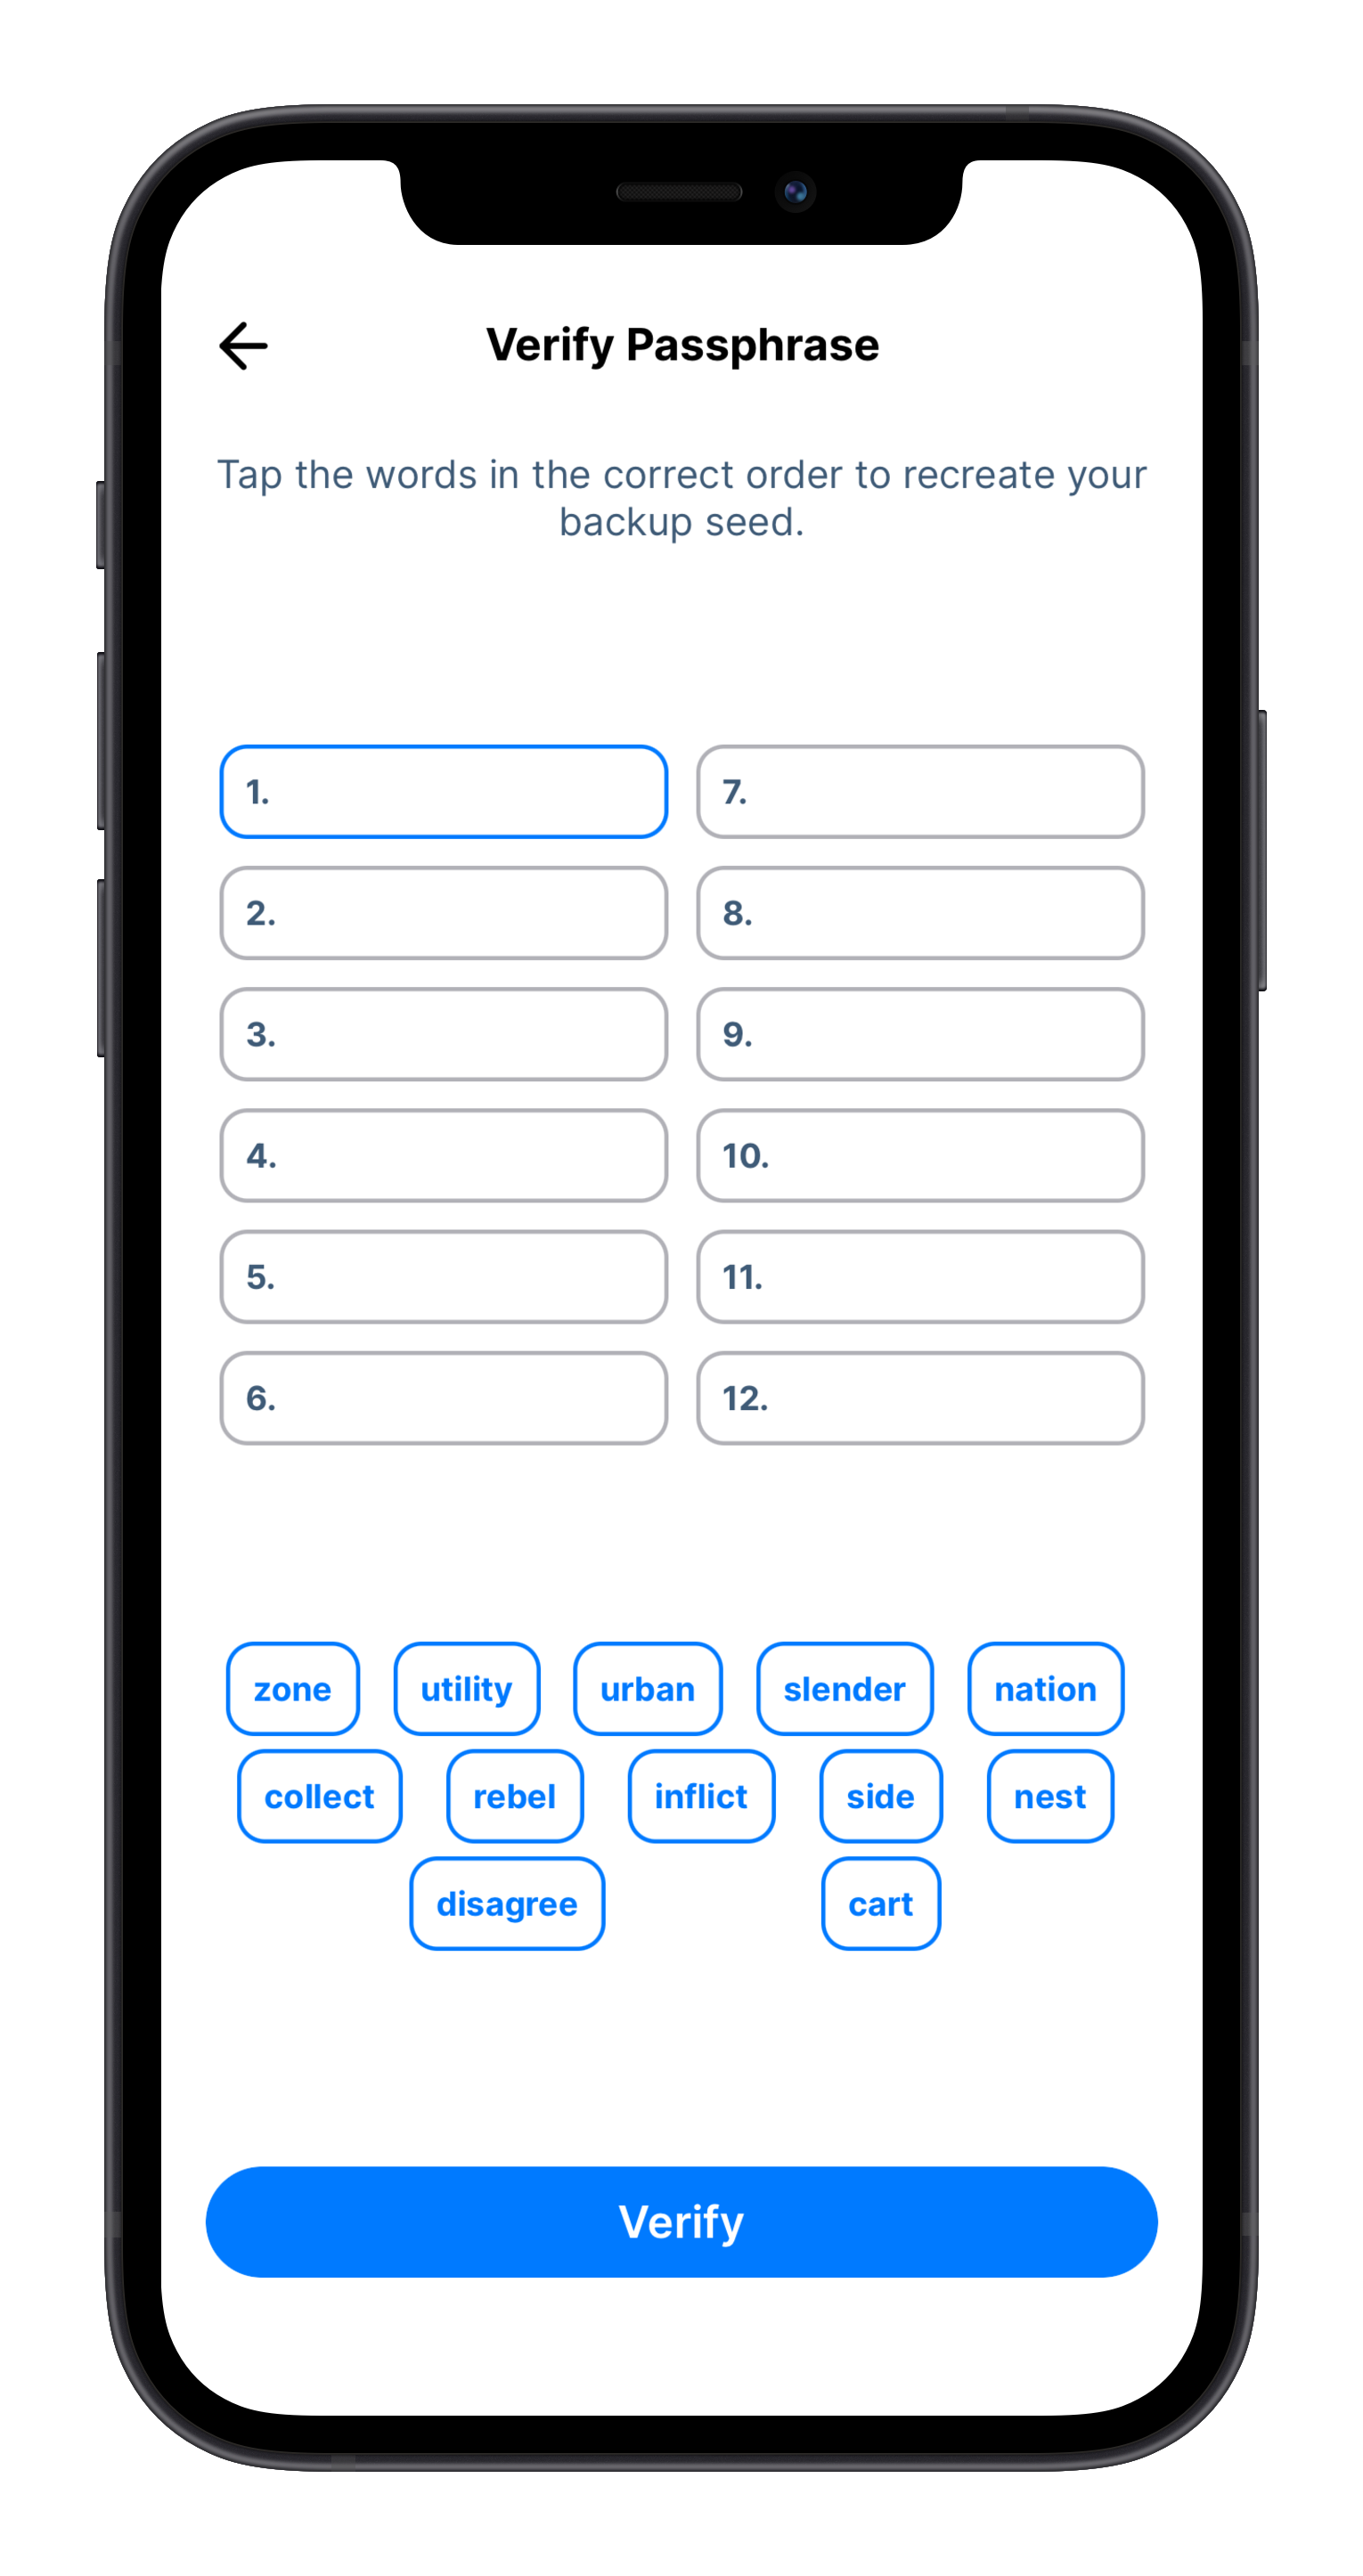 Verify Passphrase
Tap the words in the correct order to recreate your
backup seed.
1.
7.
2.
8.
3.
9.
4.
10.
5.
11.
6.
12.
zone utility urban slender nation
collect rebel inflict side nest
disagree cart
Verify